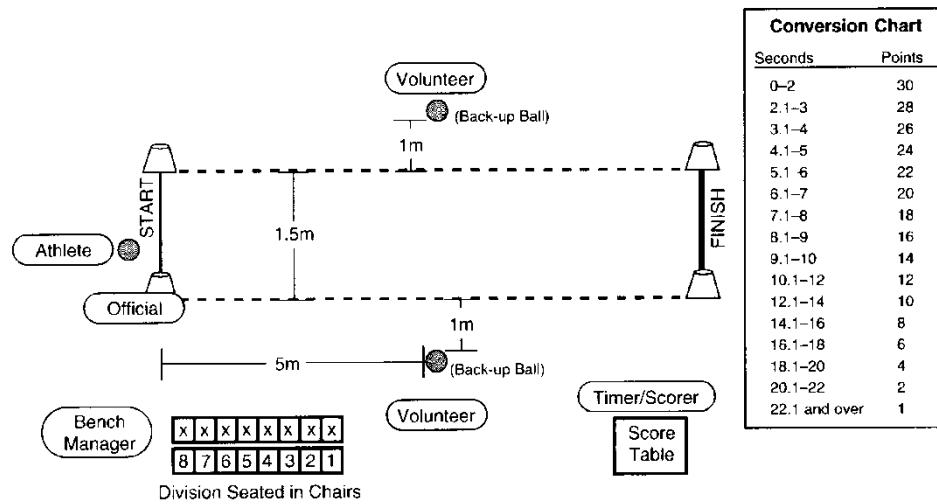 Volunteer
(Back-up Ball)
1m
START
1.5m
FINISH
Athlete
Official
1m
5m
(Back-up Ball)
Volunteer
Timer/Scorer
Score
Table
Bench
Manager
x x x x x x x x
8 7 6 5 4 3 2 1
Division Seated in Chairs
Conversion Chart
Seconds Points
0–2 30
2.1–3 28
3.1–4 26
4.1–5 24
5.1–6 22
6.1–7 20
7.1–8 18
8.1–9 16
9.1–10 14
10.1–12 12
12.1–14 10
14.1–16 8
16.1–18 6
18.1–20 4
20.1–22 2
22.1 and over 1